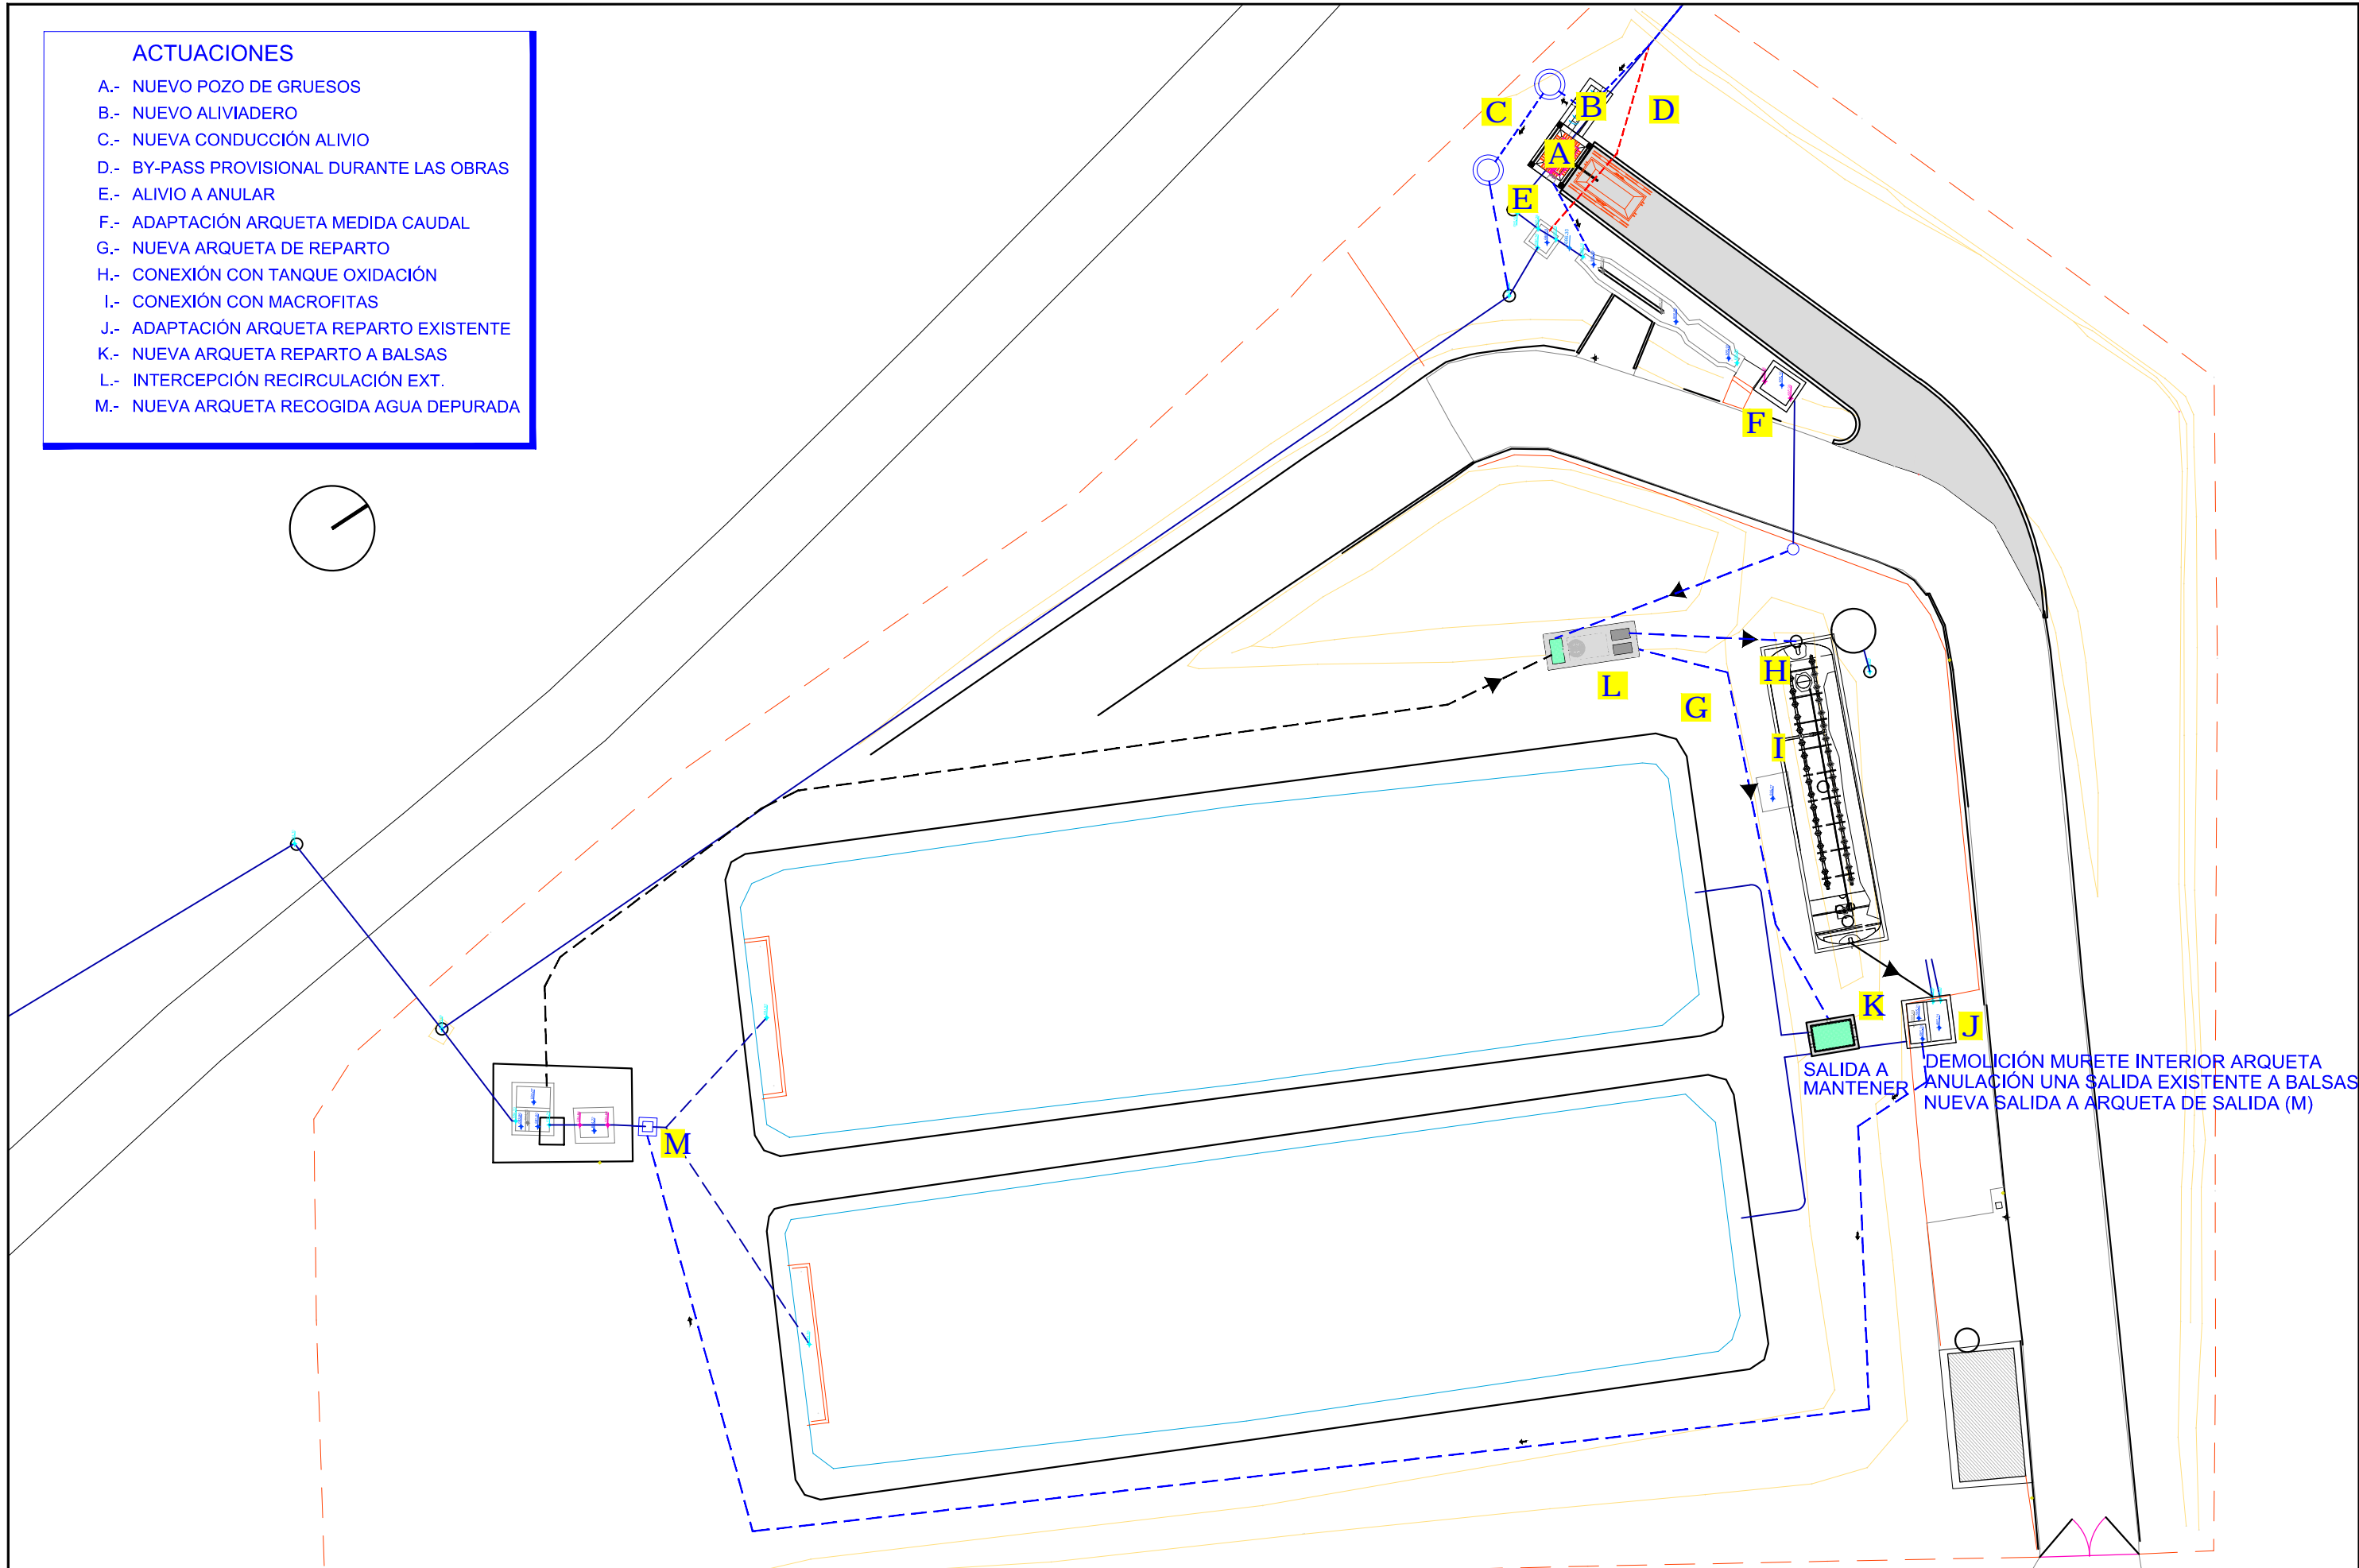 ACTUACIONES
A.- NUEVO POZO DE GRUESOS
B.- NUEVO ALIVIADERO
C.- NUEVA CONDUCCIÓN ALIVIO
D.- BY-PASS PROVISIONAL DURANTE LAS OBRAS
E.- ALIVIO A ANULAR
F.- ADAPTACIÓN ARQUETA MEDIDA CAUDAL
G.- NUEVA ARQUETA DE REPARTO
H.- CONEXIÓN CON TANQUE OXIDACIÓN
I.- CONEXIÓN CON MACROFITAS
J.- ADAPTACIÓN ARQUETA REPARTO EXISTENTE
K.- NUEVA ARQUETA REPARTO A BALSAS
L.- INTERCEPCIÓN RECIRCULACIÓN EXT.
M.- NUEVA ARQUETA RECOGIDA AGUA DEPURADA
C
B
D
A
E
F
H
L
G
I
K
J
SALIDA A
MANTENER
DEMOLICIÓN MURETE INTERIOR ARQUETA
ANULACIÓN UNA SALIDA EXISTENTE A BALSAS
NUEVA SALIDA A ARQUETA DE SALIDA (M)
M